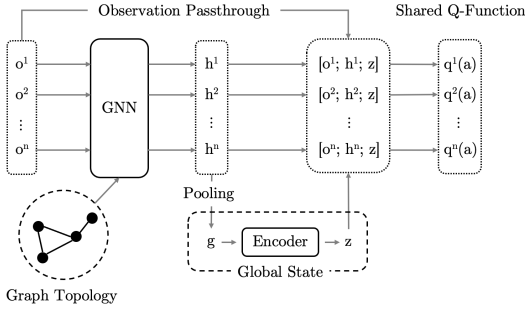 Observation Passthrough
Shared Q-Function
o¹ h¹ [o¹; h¹; z] q¹(a)
o² h² [o²; h²; z] q²(a)
GNN
⋮ ⋮ ⋮ ⋮
oⁿ hⁿ [oⁿ; hⁿ; z] qⁿ(a)
Pooling
g Encoder z
Global State
Graph Topology